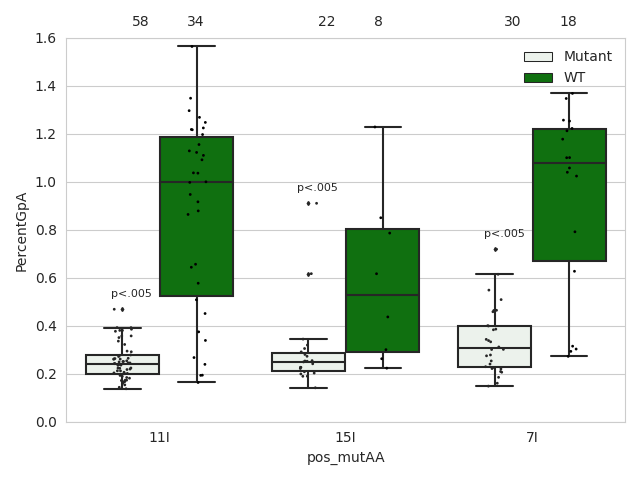 58 34 22 8 30 18
1.6
1.4
1.2
1.0
0.8
0.6
0.4
0.2
0.0
PercentGpA
Mutant
WT
p<.005
p<.005
p<.005
11I 15I 7I
pos_mutAA